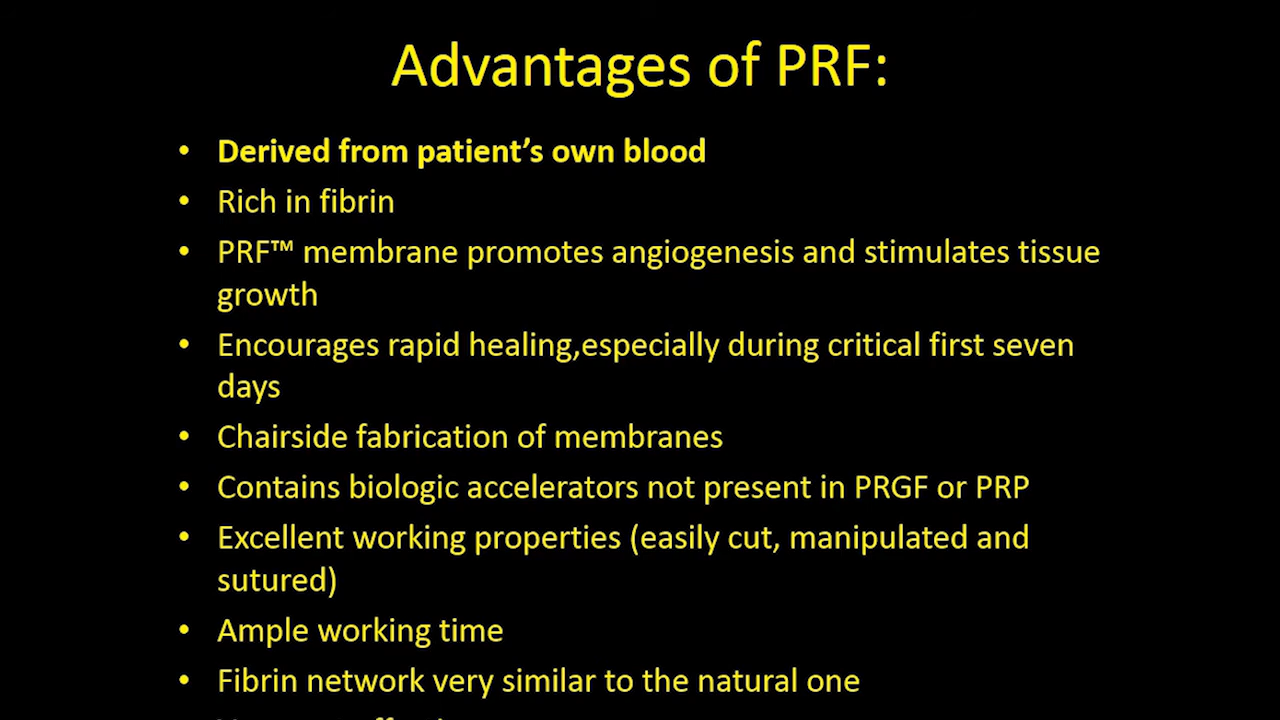 Advantages of PRF:
• Derived from patient’s own blood
• Rich in fibrin
• PRF™ membrane promotes angiogenesis and stimulates tissue
growth
• Encourages rapid healing,especially during critical first seven
days
• Chairside fabrication of membranes
• Contains biologic accelerators not present in PRGF or PRP
• Excellent working properties (easily cut, manipulated and
sutured)
• Ample working time
• Fibrin network very similar to the natural one